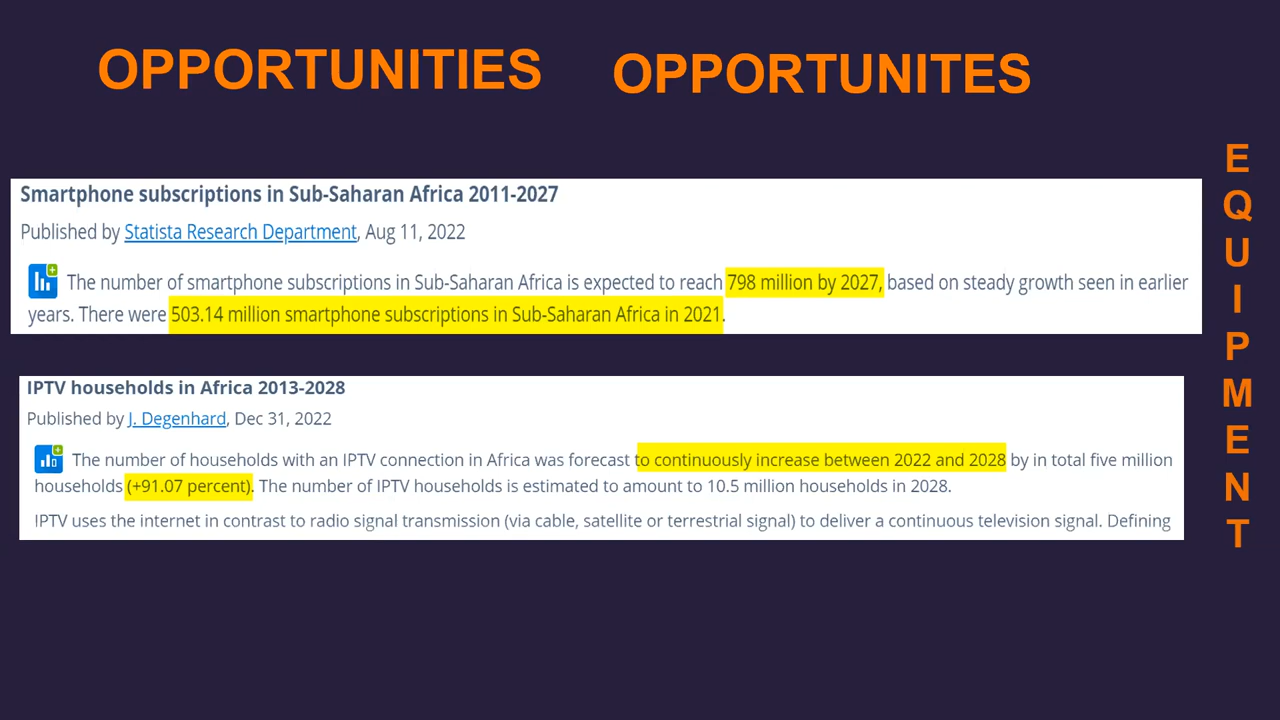 OPPORTUNITIES
OPPORTUNITES
Smartphone subscriptions in Sub-Saharan Africa 2011-2027
Published by Statista Research Department, Aug 11, 2022
The number of smartphone subscriptions in Sub-Saharan Africa is expected to reach 798 million by 2027, based on steady growth seen in earlier
years. There were 503.14 million smartphone subscriptions in Sub-Saharan Africa in 2021.
IPTV households in Africa 2013-2028
Published by J. Degenhard, Dec 31, 2022
The number of households with an IPTV connection in Africa was forecast to continuously increase between 2022 and 2028 by in total five million
households (+91.07 percent). The number of IPTV households is estimated to amount to 10.5 million households in 2028.
IPTV uses the internet in contrast to radio signal transmission (via cable, satellite or terrestrial signal) to deliver a continuous television signal. Defining
E
Q
U
I
P
M
E
N
T